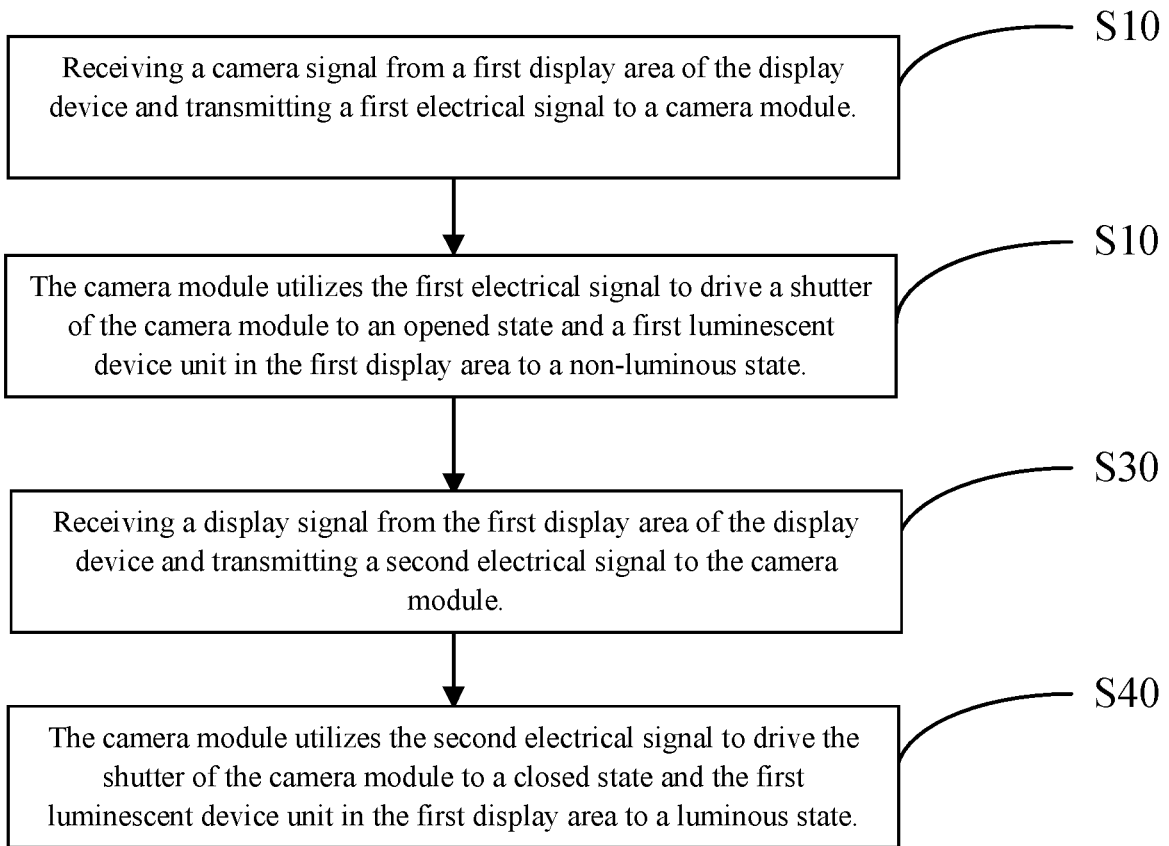 S10
Receiving a camera signal from a first display area of the display
device and transmitting a first electrical signal to a camera module.
S10
The camera module utilizes the first electrical signal to drive a shutter
of the camera module to an opened state and a first luminescent
device unit in the first display area to a non-luminous state.
S30
Receiving a display signal from the first display area of the display
device and transmitting a second electrical signal to the camera
module.
S40
The camera module utilizes the second electrical signal to drive the
shutter of the camera module to a closed state and the first
luminescent device unit in the first display area to a luminous state.